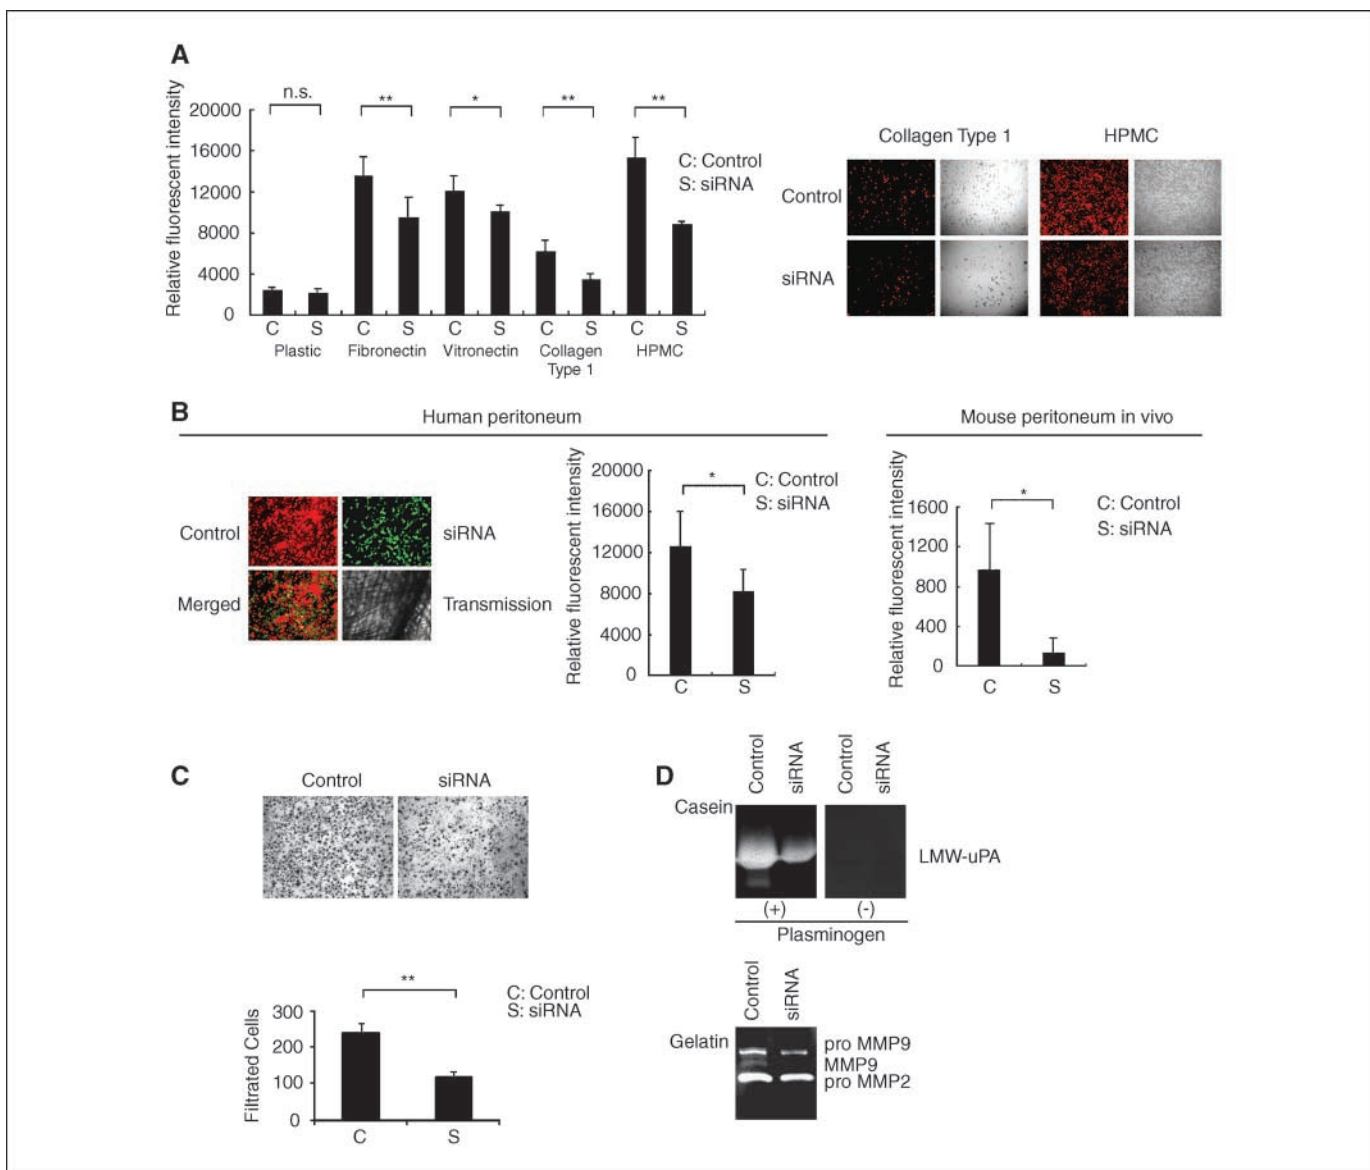 A
n.s.
**
*
**
**
Relative fluorescent intensity
20000
16000
12000
8000
4000
0
C: Control
S: siRNA
C S C S C S C S C S
Plastic Fibronectin Vitronectin Collagen Type 1 HPMC
Collagen Type 1 HPMC
Control
siRNA
B
Human peritoneum
Control
siRNA
Merged
Transmission
Relative fluorescent intensity
20000
16000
12000
8000
4000
0
*
C: Control
S: siRNA
C S
Mouse peritoneum in vivo
Relative fluorescent intensity
1600
1200
800
400
0
*
C: Control
S: siRNA
C S
C
Control siRNA
Filtrated Cells
300
200
100
0
**
C: Control
S: siRNA
C S
D
Control siRNA Control siRNA
Casein
LMW-uPA
(+) (-)
Plasminogen
Control siRNA
Gelatin
pro MMP9
MMP9
pro MMP2